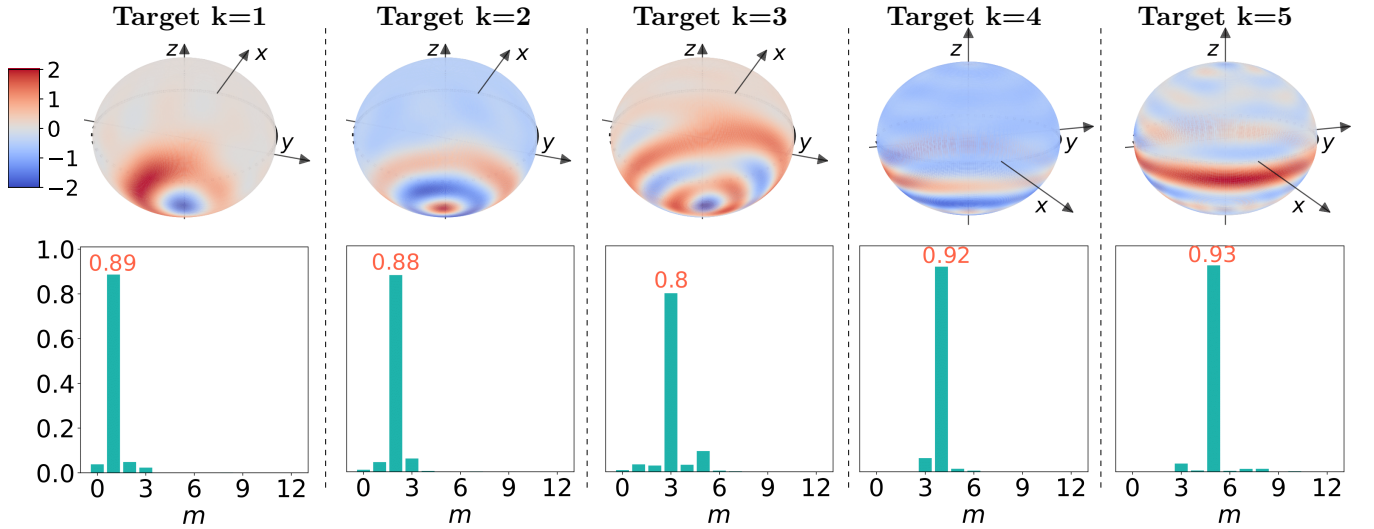 Target k=1 Target k=2 Target k=3 Target k=4 Target k=5
z x y z x y z x y z x y z x y
2
1
0
−1
−2
1.0
0.8
0.6
0.4
0.2
0.0
0.89 0.88 0.8 0.92 0.93
0 3 6 9 12 0 3 6 9 12 0 3 6 9 12 0 3 6 9 12 0 3 6 9 12
m m m m m